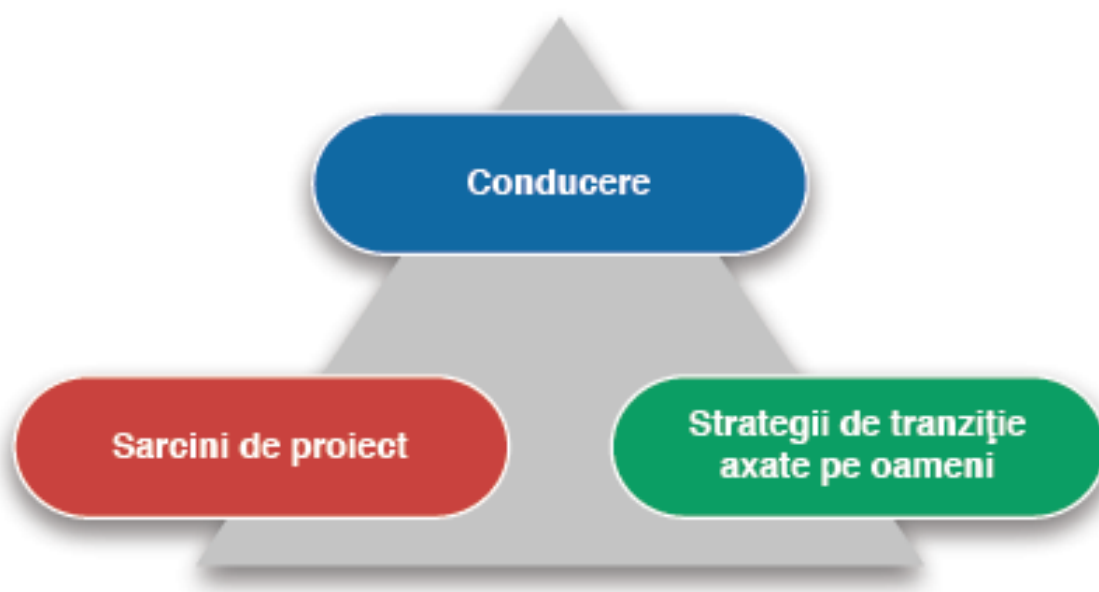 Conducere
Sarcini de proiect
Strategii de tranziţie
axate pe oameni